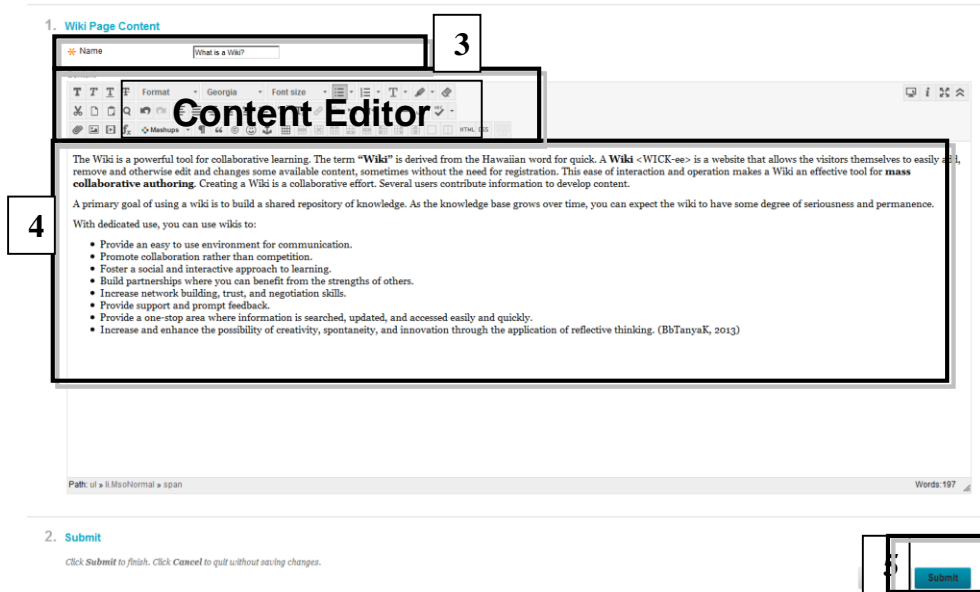 1. Wiki Page Content
3
Name What is a Wiki?
T T T T Format Georgia Font size
Content Editor
Mashups HTML CSS
The Wiki is a powerful tool for collaborative learning. The term “Wiki” is derived from the Hawaiian word for quick. A Wiki <WICK-ee> is a website that allows the visitors themselves to easily add,
remove and otherwise edit and changes some available content, sometimes without the need for registration. This ease of interaction and operation makes a Wiki an effective tool for mass
collaborative authoring. Creating a Wiki is a collaborative effort. Several users contribute information to develop content.
A primary goal of using a wiki is to build a shared repository of knowledge. As the knowledge base grows over time, you can expect the wiki to have some degree of seriousness and permanence.
4
With dedicated use, you can use wikis to:
• Provide an easy to use environment for communication.
• Promote collaboration rather than competition.
• Foster a social and interactive approach to learning.
• Build partnerships where you can benefit from the strengths of others.
• Increase network building, trust, and negotiation skills.
• Provide support and prompt feedback.
• Provide a one-stop area where information is searched, updated, and accessed easily and quickly.
• Increase and enhance the possibility of creativity, spontaneity, and innovation through the application of reflective thinking. (BbTanyaK, 2013)
Path: ul » li.MsoNormal » span Words:197
2. Submit
Click Submit to finish. Click Cancel to quit without saving changes.
5
Submit